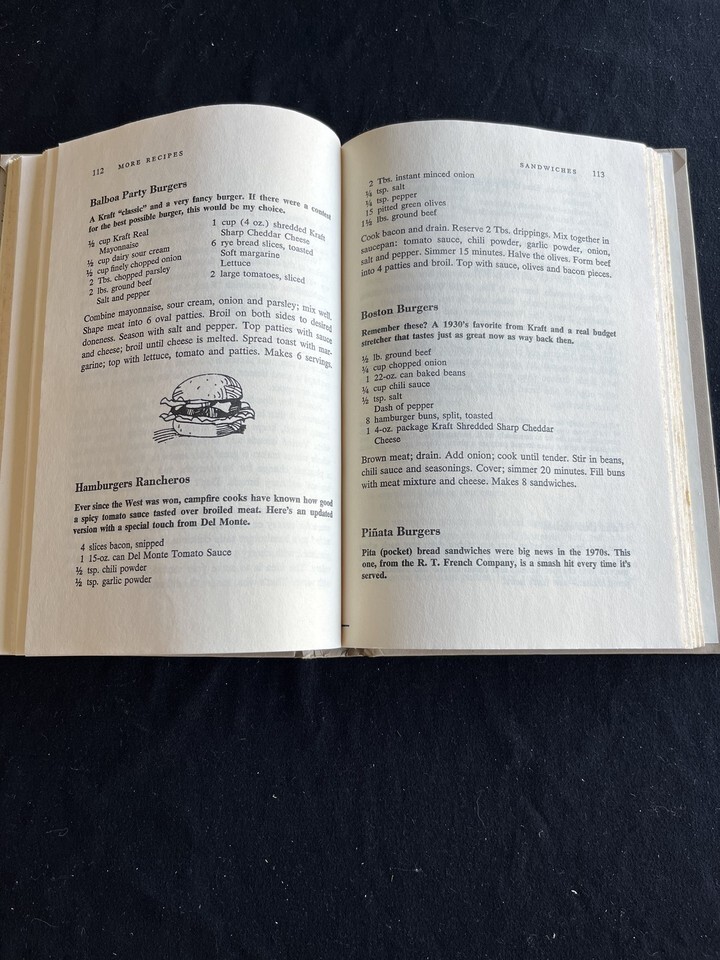 112 MORE RECIPES
Balboa Party Burgers
A Kraft "classic" and a very fancy burger. If there were a contest
for the best possible burger, this would be my choice.
½ cup Kraft Real
Mayonnaise
½ cup dairy sour cream
½ cup finely chopped onion
2 Tbs. chopped parsley
2 lbs. ground beef
Salt and pepper
1 cup (4 oz.) shredded Kraft
Sharp Cheddar Cheese
6 rye bread slices, toasted
Soft margarine
Lettuce
2 large tomatoes, sliced
Combine mayonnaise, sour cream, onion and parsley; mix well.
Shape meat into 6 oval patties. Broil on both sides to desired
doneness. Season with salt and pepper. Top patties with sauce
and cheese; broil until cheese is melted. Spread toast with mar-
garine; top with lettuce, tomato and patties. Makes 6 servings.
Hamburgers Rancheros
Ever since the West was won, campfire cooks have known how good
a spicy tomato sauce tasted over broiled meat. Here's an updated
version with a special touch from Del Monte.
4 slices bacon, snipped
1 15-oz. can Del Monte Tomato Sauce
½ tsp. chili powder
½ tsp. garlic powder
SANDWICHES 113
2 Tbs. instant minced onion
¼ tsp. salt
¼ tsp. pepper
15 pitted green olives
1½ lbs. ground beef
Cook bacon and drain. Reserve 2 Tbs. drippings. Mix together in
saucepan: tomato sauce, chili powder, garlic powder, onion,
salt and pepper. Simmer 15 minutes. Halve the olives. Form beef
into 4 patties and broil. Top with sauce, olives and bacon pieces.
Boston Burgers
Remember these? A 1930's favorite from Kraft and a real budget
stretcher that tastes just as great now as way back then.
½ lb. ground beef
¼ cup chopped onion
1 22-oz. can baked beans
¼ cup chili sauce
½ tsp. salt
Dash of pepper
8 hamburger buns, split, toasted
1 4-oz. package Kraft Shredded Sharp Cheddar
Cheese
Brown meat; drain. Add onion; cook until tender. Stir in beans,
chili sauce and seasonings. Cover; simmer 20 minutes. Fill buns
with meat mixture and cheese. Makes 8 sandwiches.
Piñata Burgers
Pita (pocket) bread sandwiches were big news in the 1970s. This
one, from the R. T. French Company, is a smash hit every time it's
served.